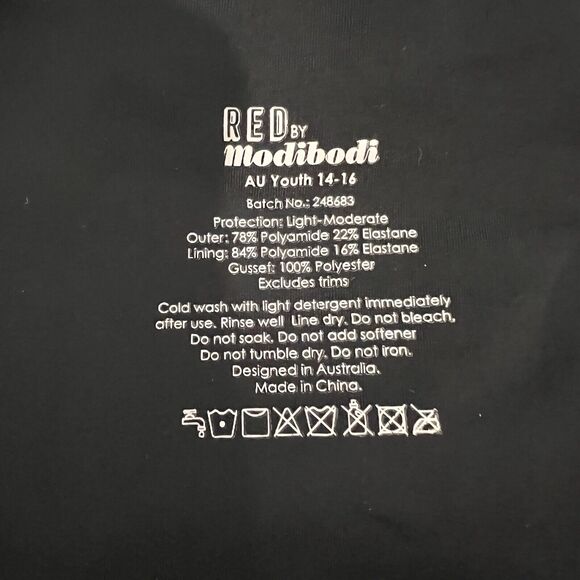 RED BY
modibodi
AU Youth 14-16
Batch No.: 248683
Protection: Light-Moderate
Outer: 78% Polyamide 22% Elastane
Lining: 84% Polyamide 16% Elastane
Gusset: 100% Polyester
Excludes trims
Cold wash with light detergent immediately
after use. Rinse well Line dry. Do not bleach.
Do not soak. Do not add softener
Do not tumble dry. Do not iron.
Designed in Australia.
Made in China.